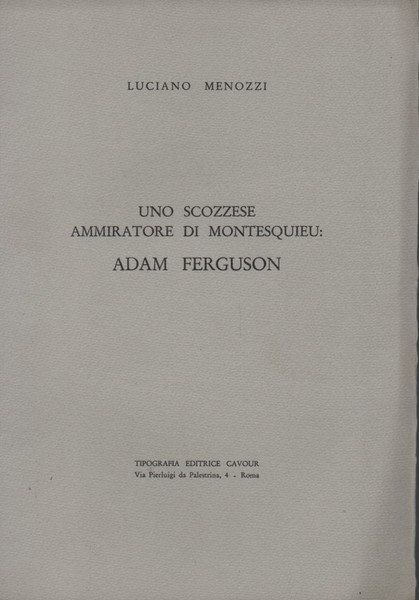 LUCIANO MENOZZI
UNO SCOZZESE
AMMIRATORE DI MONTESQUIEU:
ADAM FERGUSON
TIPOGRAFIA EDITRICE CAVOUR
Via Pierluigi da Palestrina, 4 - Roma